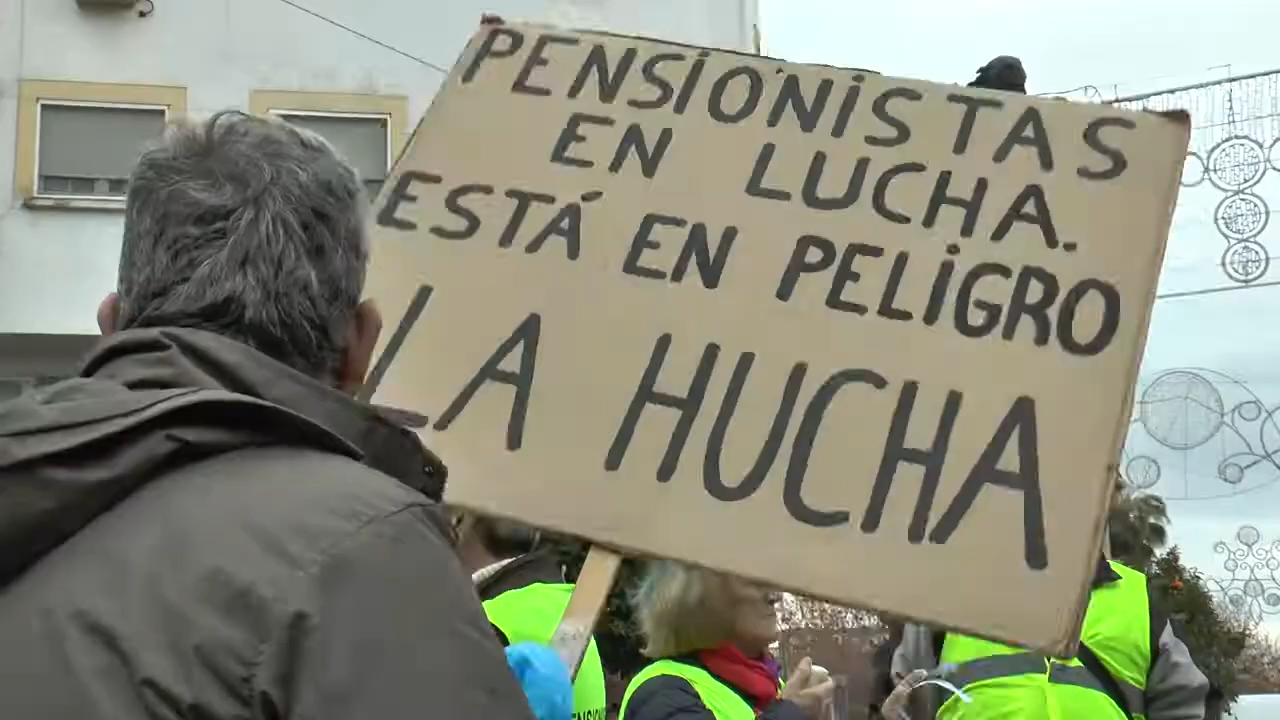 PENSIONISTAS
EN LUCHA.
ESTÁ EN PELIGRO
LA HUCHA